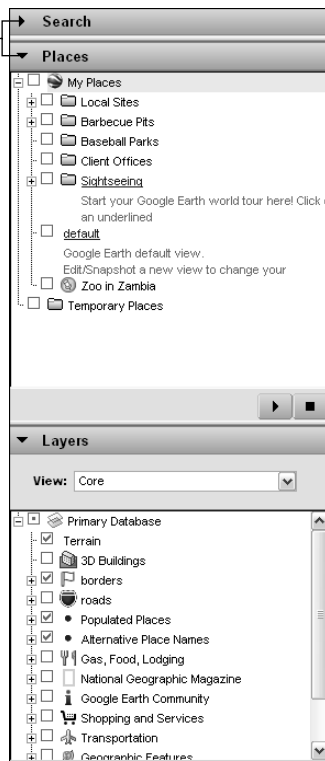 Search
Places
My Places
Local Sites
Barbecue Pits
Baseball Parks
Client Offices
Sightseeing
Start your Google Earth world tour here! Click
an underlined
default
Google Earth default view.
Edit/Snapshot a new view to change your
Zoo in Zambia
Temporary Places
Layers
View: Core
Primary Database
Terrain
3D Buildings
borders
roads
Populated Places
Alternative Place Names
Gas, Food, Lodging
National Geographic Magazine
Google Earth Community
Shopping and Services
Transportation
Geographic Features